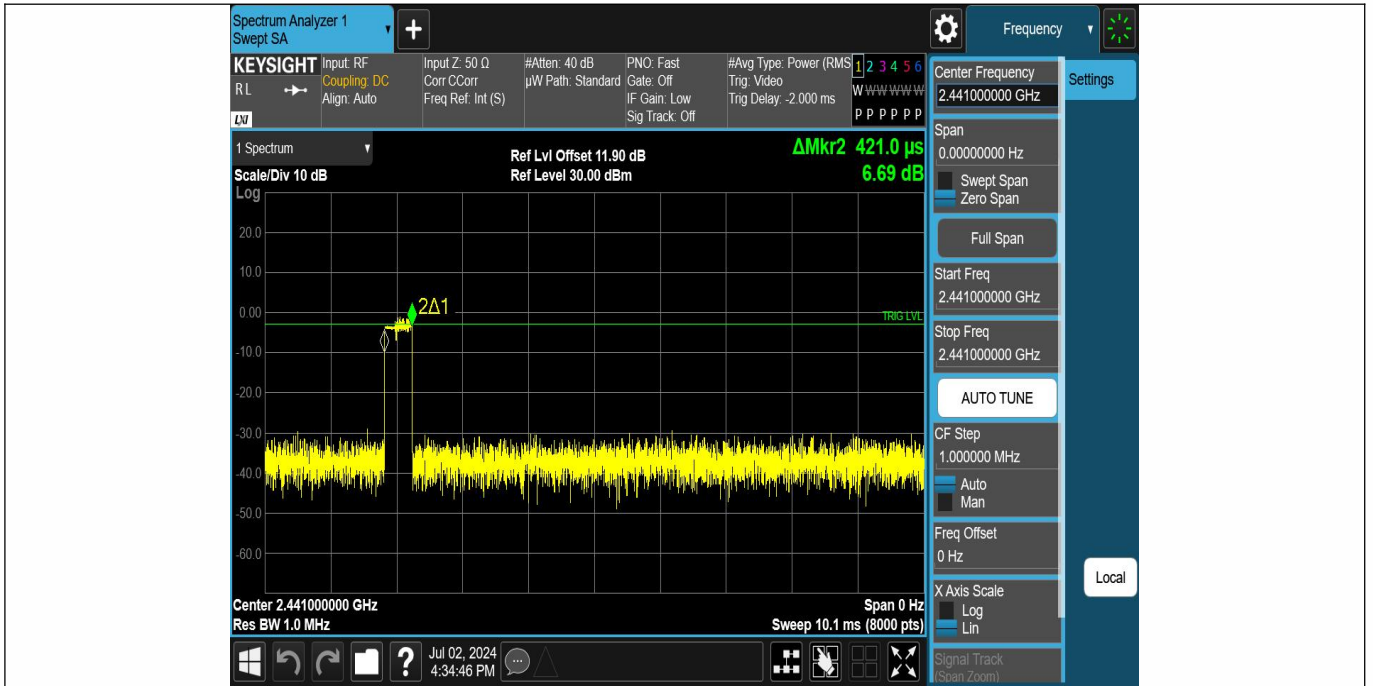 Spectrum Analyzer 1
Swept SA
+
Frequency
KEYSIGHT
R L
LXI
Input: RF
Coupling: DC
Align: Auto
Input Z: 50 Ω
Corr CCorr
Freq Ref: Int (S)
#Atten: 40 dB
µW Path: Standard
PNO: Fast
Gate: Off
IF Gain: Low
Sig Track: Off
#Avg Type: Power (RMS
Trig: Video
Trig Delay: -2.000 ms
1 2 3 4 5 6
W W W W W W
P P P P P P
Center Frequency
2.441000000 GHz
Settings
1 Spectrum
Scale/Div 10 dB
Ref Lvl Offset 11.90 dB
Ref Level 30.00 dBm
ΔMkr2 421.0 µs
6.69 dB
Span
0.00000000 Hz
Swept Span
Zero Span
Full Span
Start Freq
2.441000000 GHz
Stop Freq
2.441000000 GHz
AUTO TUNE
CF Step
1.000000 MHz
Auto
Man
Freq Offset
0 Hz
X Axis Scale
Log
Lin
Signal Track
(Span Zoom)
Local
Log
20.0
10.0
0.00
-10.0
-20.0
-30.0
-40.0
-50.0
-60.0
2Δ1
TRIG LVL
Center 2.441000000 GHz
Res BW 1.0 MHz
Span 0 Hz
Sweep 10.1 ms (8000 pts)
?
Jul 02, 2024
4:34:46 PM